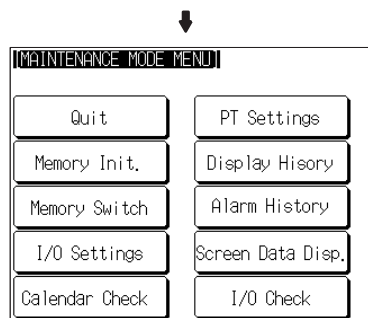 [MAINTENANCE MODE MENU]
Quit
PT Settings
Memory Init.
Display Hisory
Memory Switch
Alarm History
I/O Settings
Screen Data Disp.
Calendar Check
I/O Check